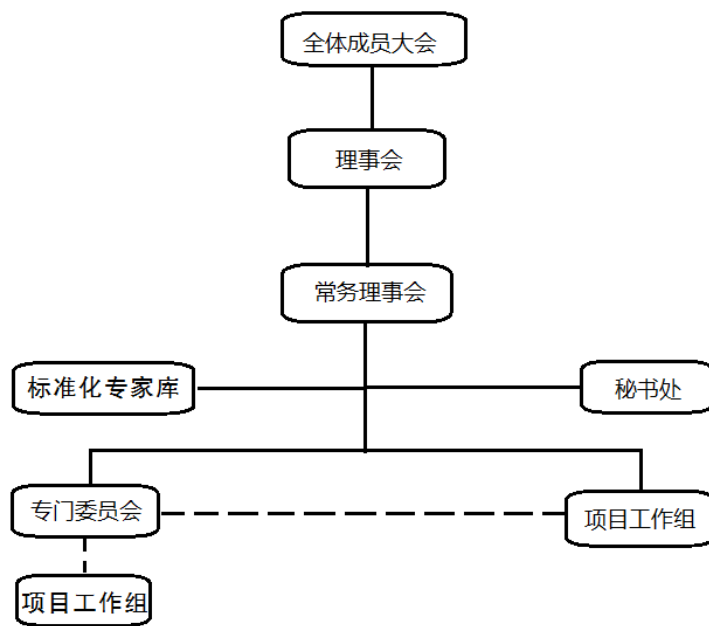 全体成员大会
理事会
常务理事会
标准化专家库
秘书处
专门委员会
项目工作组
项目工作组